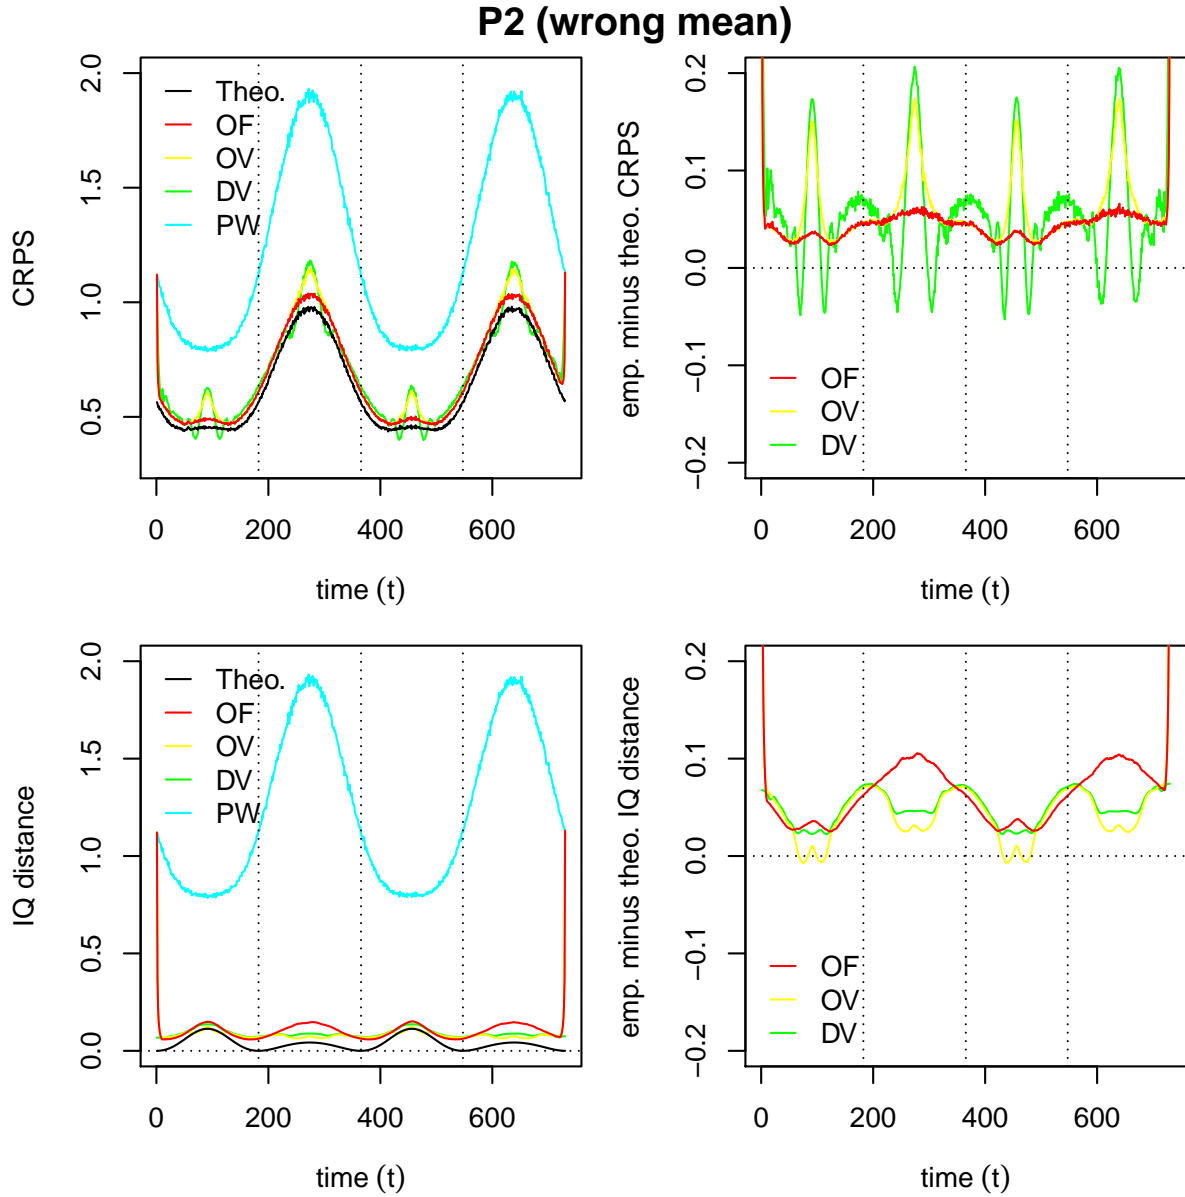 P2 (wrong mean)
CRPS
2.0
1.5
1.0
0.5
Theo.
OF
OV
DV
PW
0 200 400 600
time (t)
emp. minus theo. CRPS
0.2
0.1
0.0
−0.1
−0.2
OF
OV
DV
0 200 400 600
time (t)
IQ distance
2.0
1.5
1.0
0.5
0.0
Theo.
OF
OV
DV
PW
0 200 400 600
time (t)
emp. minus theo. IQ distance
0.2
0.1
0.0
−0.1
−0.2
OF
OV
DV
0 200 400 600
time (t)